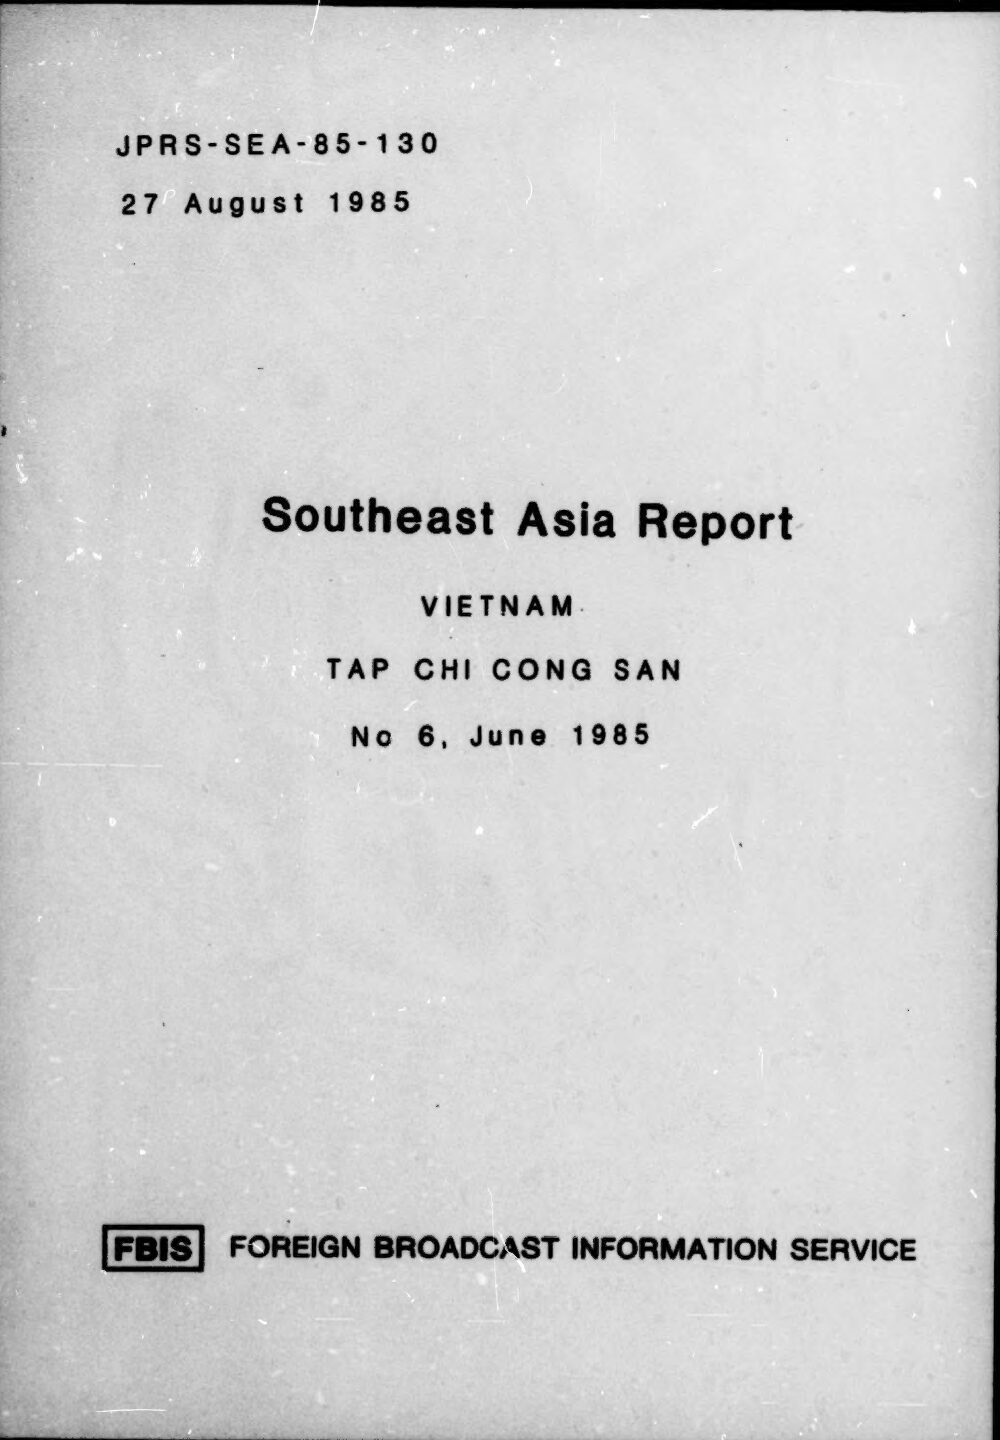 JPRS-SEA-85-130
27 August 1985
Southeast Asia Report
VIETNAM
TAP CHI CONG SAN
No 6, June 1985
FBIS FOREIGN BROADCAST INFORMATION SERVICE